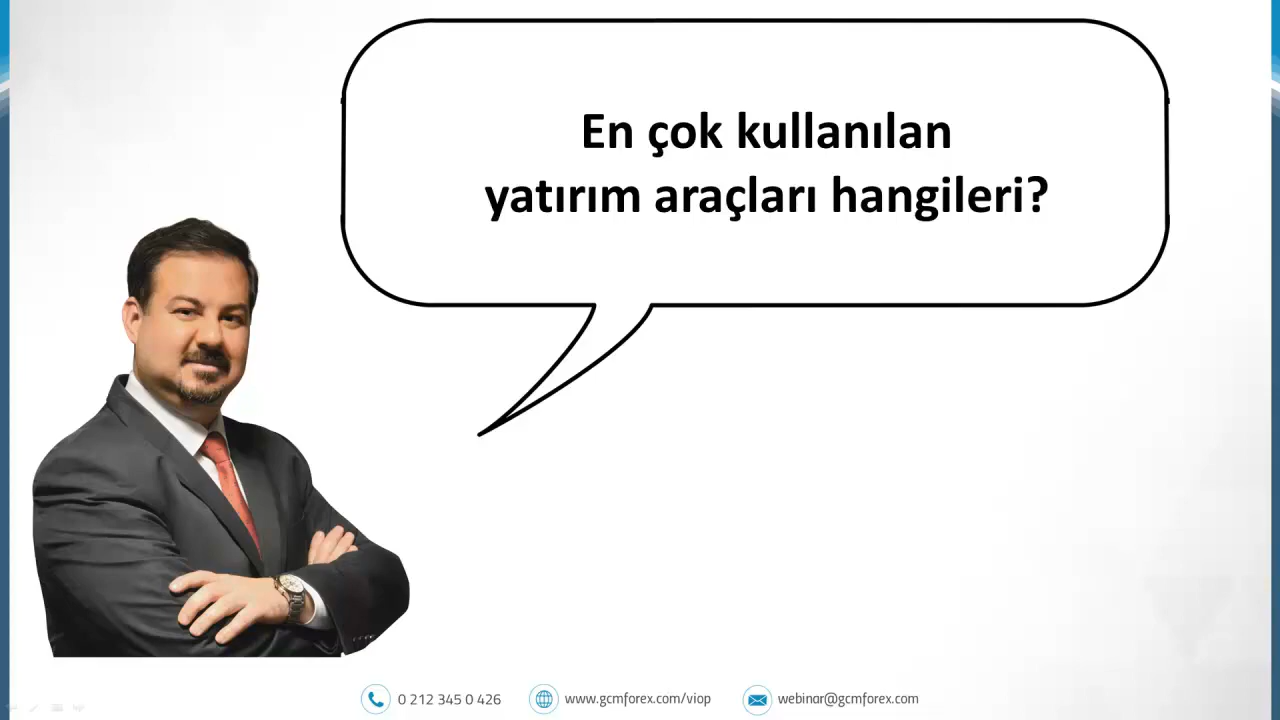 En çok kullanılan
yatırım araçları hangileri?
0 212 345 0 426 www.gcmforex.com/viop webinar@gcmforex.com